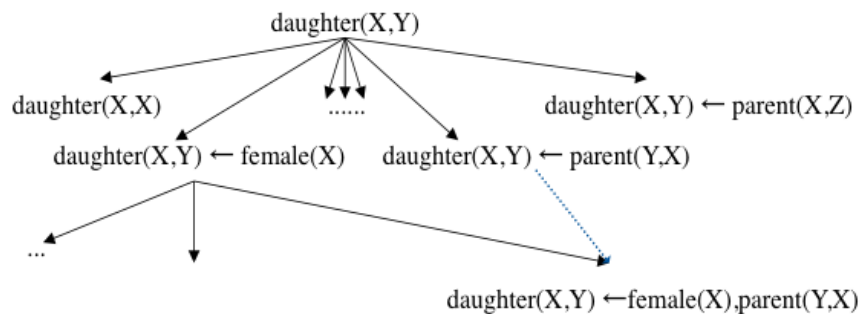 daughter(X,Y)
daughter(X,X)
......
daughter(X,Y) ← parent(X,Z)
daughter(X,Y) ← female(X)
daughter(X,Y) ← parent(Y,X)
...
daughter(X,Y) ←female(X),parent(Y,X)